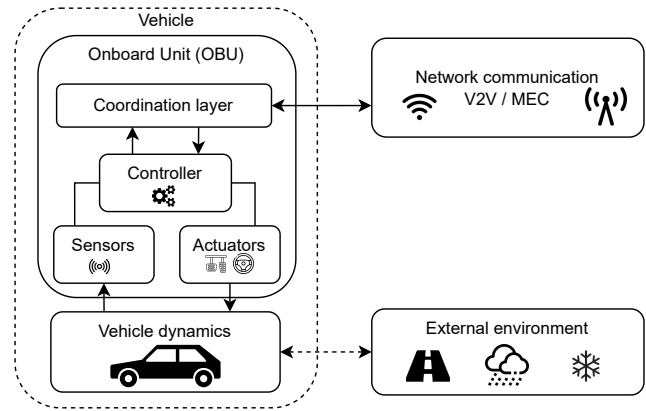 Vehicle
Onboard Unit (OBU)
Coordination layer
Network communication
V2V / MEC
Controller
Sensors
Actuators
Vehicle dynamics
External environment